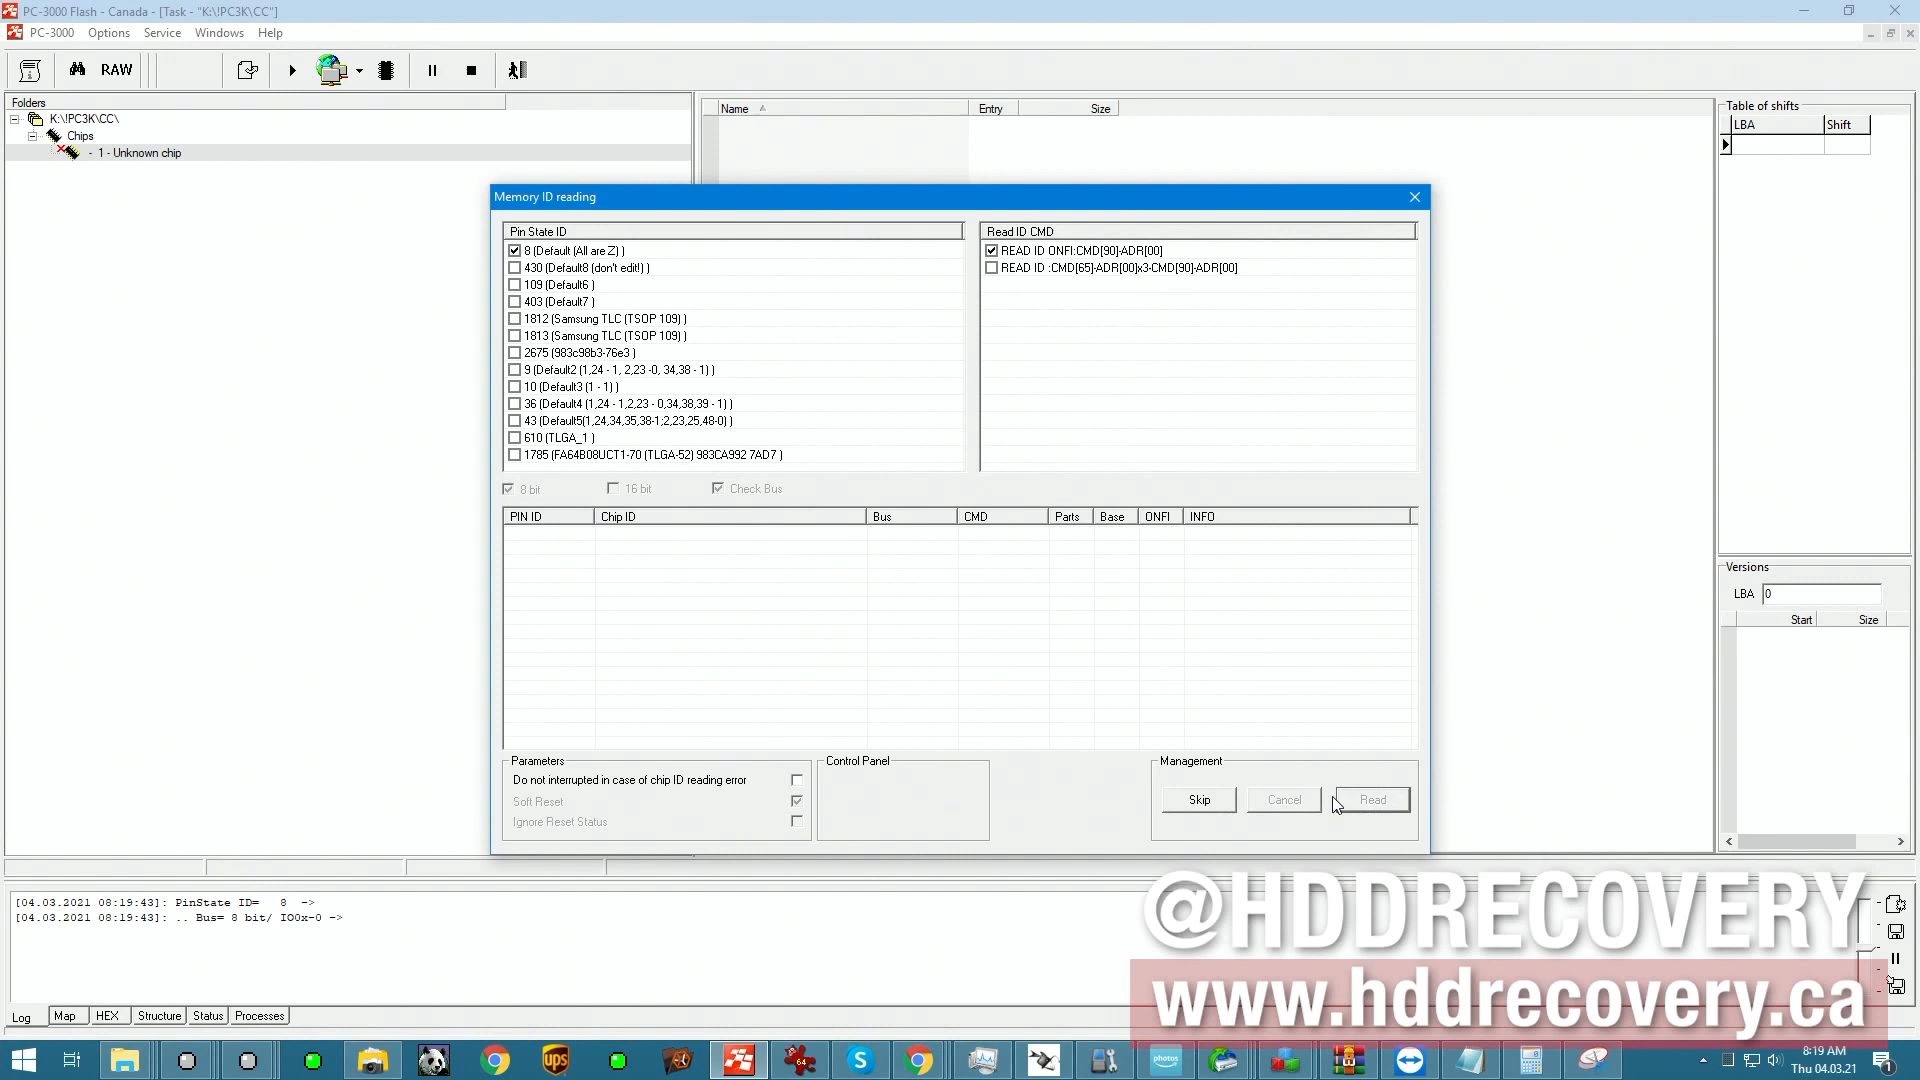 PC-3000 Flash - Canada - [Task - "K:\!PC3K\CC"]
PC-3000 Options Service Windows Help
RAW
Folders
K:\!PC3K\CC\
Chips
- 1 - Unknown chip
Name Entry Size
Table of shifts
LBA Shift
Memory ID reading
Pin State ID
8 (Default (All are Z) )
430 (Default8 (don't edit!) )
109 (Default6 )
403 (Default7 )
1812 (Samsung TLC (TSOP 109) )
1813 (Samsung TLC (TSOP 109) )
2675 (983c98b3-76e3 )
9 (Default2 (1,24 - 1, 2,23 -0, 34,38 - 1) )
10 (Default3 (1 - 1) )
36 (Default4 (1,24 - 1,2,23 - 0,34,38,39 - 1) )
43 (Default5(1,24,34,35,38-1;2,23,25,48-0) )
610 (TLGA_1 )
1785 (FA64B08UCT1-70 (TLGA-52) 983CA992 7AD7 )
Read ID CMD
READ ID ONFI:CMD[90]-ADR[00]
READ ID :CMD[65]-ADR[00]x3-CMD[90]-ADR[00]
8 bit 16 bit Check Bus
PIN ID Chip ID Bus CMD Parts Base ONFI INFO
Parameters
Do not interrupted in case of chip ID reading error
Soft Reset
Ignore Reset Status
Control Panel
Management
Skip Cancel Read
Versions
LBA 0
Start Size
[04.03.2021 08:19:43]: PinState ID= 8 ->
[04.03.2021 08:19:43]: .. Bus= 8 bit/ IO0x-0 ->
Log Map HEX Structure Status Processes
@HDDRECOVERY
www.hddrecovery.ca
ups
64
photos
8:19 AM
Thu 04.03.21
1